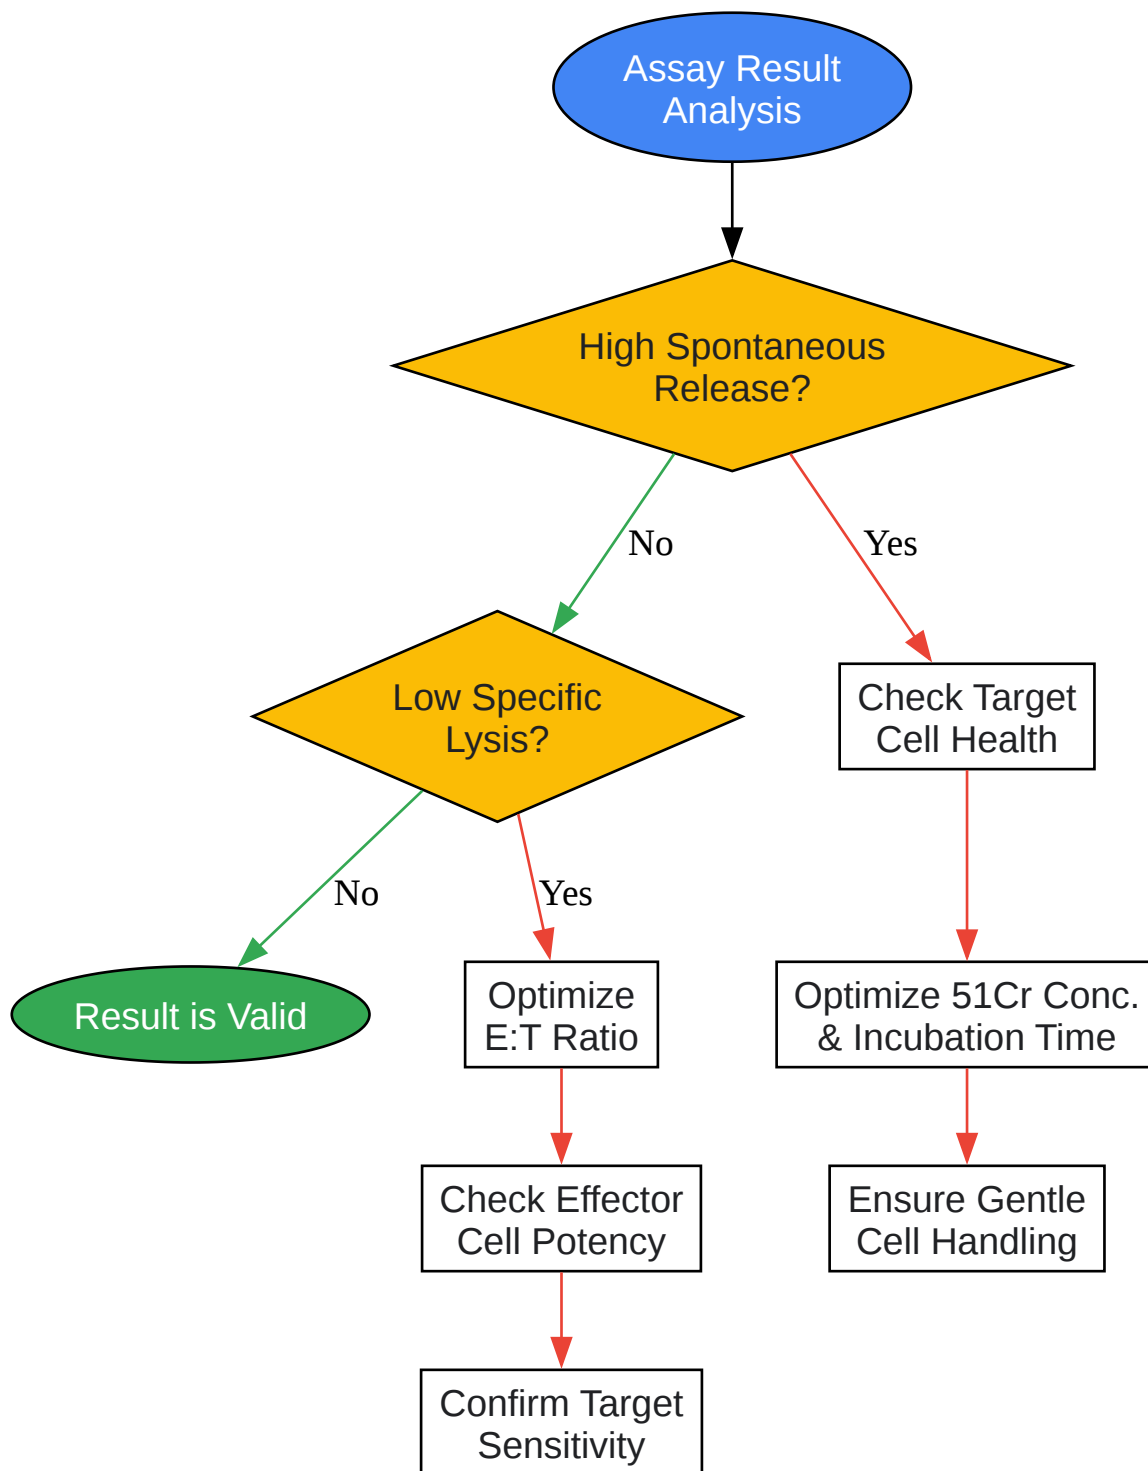 Assay Result
Analysis
High Spontaneous
Release?
No
Yes
Low Specific
Lysis?
Check Target
Cell Health
No
Yes
Result is Valid
Optimize
E:T Ratio
Optimize 51Cr Conc.
& Incubation Time
Check Effector
Cell Potency
Ensure Gentle
Cell Handling
Confirm Target
Sensitivity